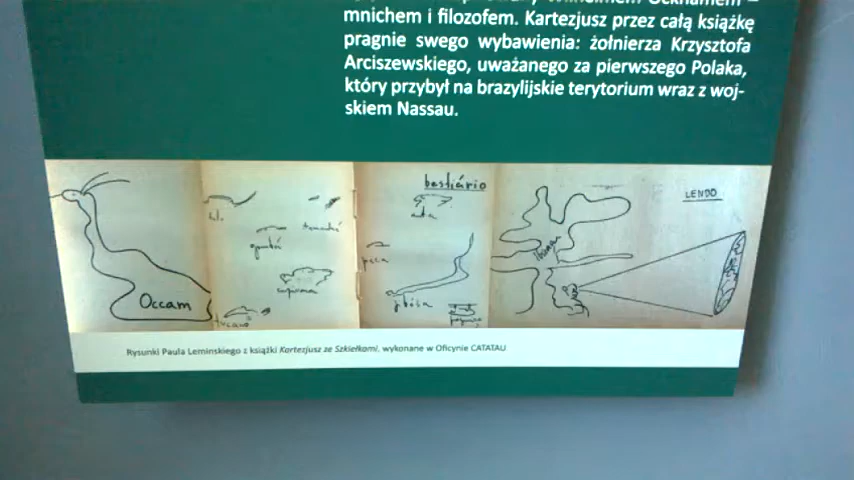 mnichem i filozofem. Kartezjusz przez całą książkę
pragnie swego wybawienia: żołnierza Krzysztofa
Arciszewskiego, uważanego za pierwszego Polaka,
który przybył na brazylijskie terytorium wraz z woj-
skiem Nassau.
bestiário
LENDO
Occam
tucano
jibóia
Rysunki Paula Leminskiego z książki Kartezjusz ze Szkiełkami, wykonane w Oficynie CATATAU